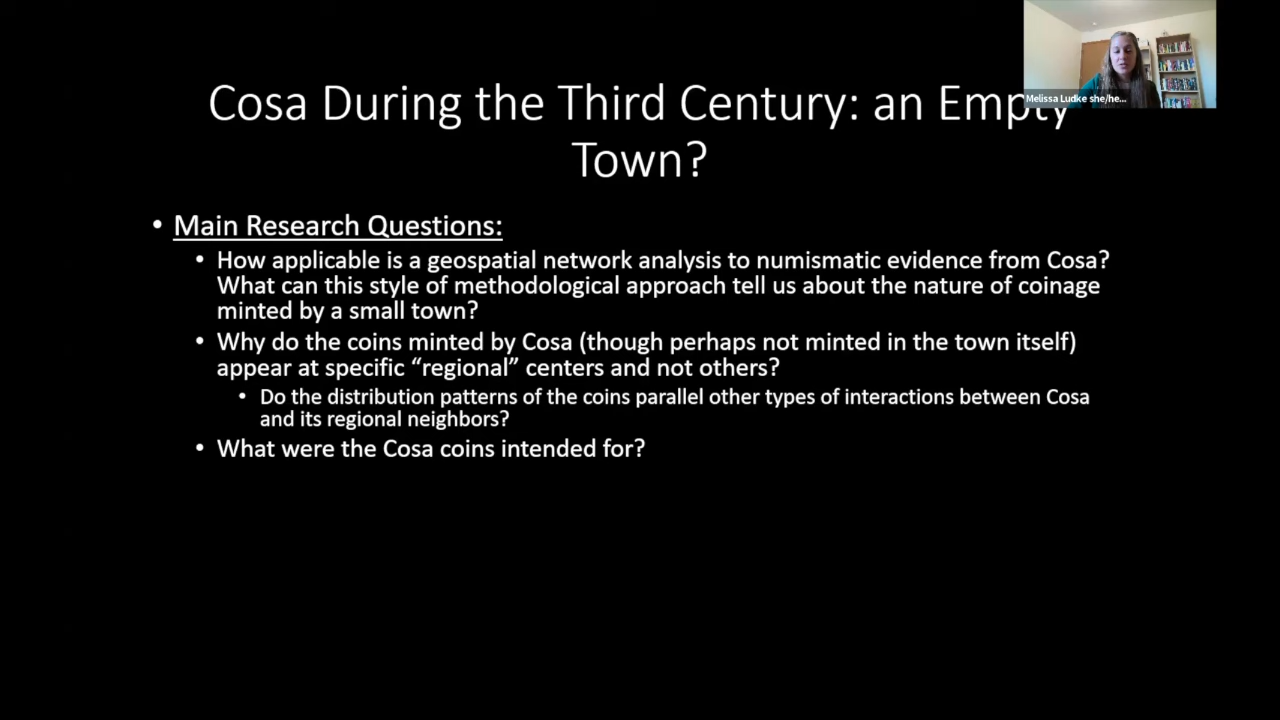 Cosa During the Third Century: an Empty
Town?
• Main Research Questions:
• How applicable is a geospatial network analysis to numismatic evidence from Cosa?
What can this style of methodological approach tell us about the nature of coinage
minted by a small town?
• Why do the coins minted by Cosa (though perhaps not minted in the town itself)
appear at specific “regional” centers and not others?
• Do the distribution patterns of the coins parallel other types of interactions between Cosa
and its regional neighbors?
• What were the Cosa coins intended for?
Melissa Ludke she/he...